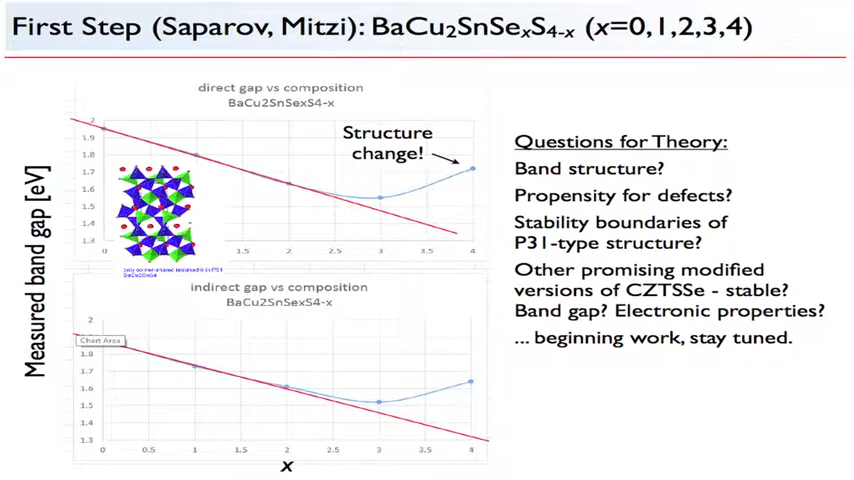 First Step (Saparov, Mitzi): BaCu₂SnSeₓS₄₋ₓ (x=0,1,2,3,4)
direct gap vs composition
BaCu2SnSexS4-x
Structure
change!
2
1.9
1.8
1.7
1.6
1.5
1.4
1.3
0
1
1.5
2
2.5
3
3.5
4
Measured band gap [eV]
indirect gap vs composition
BaCu2SnSexS4-x
2
Chart Area
1.8
1.7
1.6
1.5
1.4
1.3
0
0.5
1
1.5
2
2.5
3
3.5
4
x
Questions for Theory:
Band structure?
Propensity for defects?
Stability boundaries of
P31-type structure?
Other promising modified
versions of CZTSSe - stable?
Band gap? Electronic properties?
... beginning work, stay tuned.